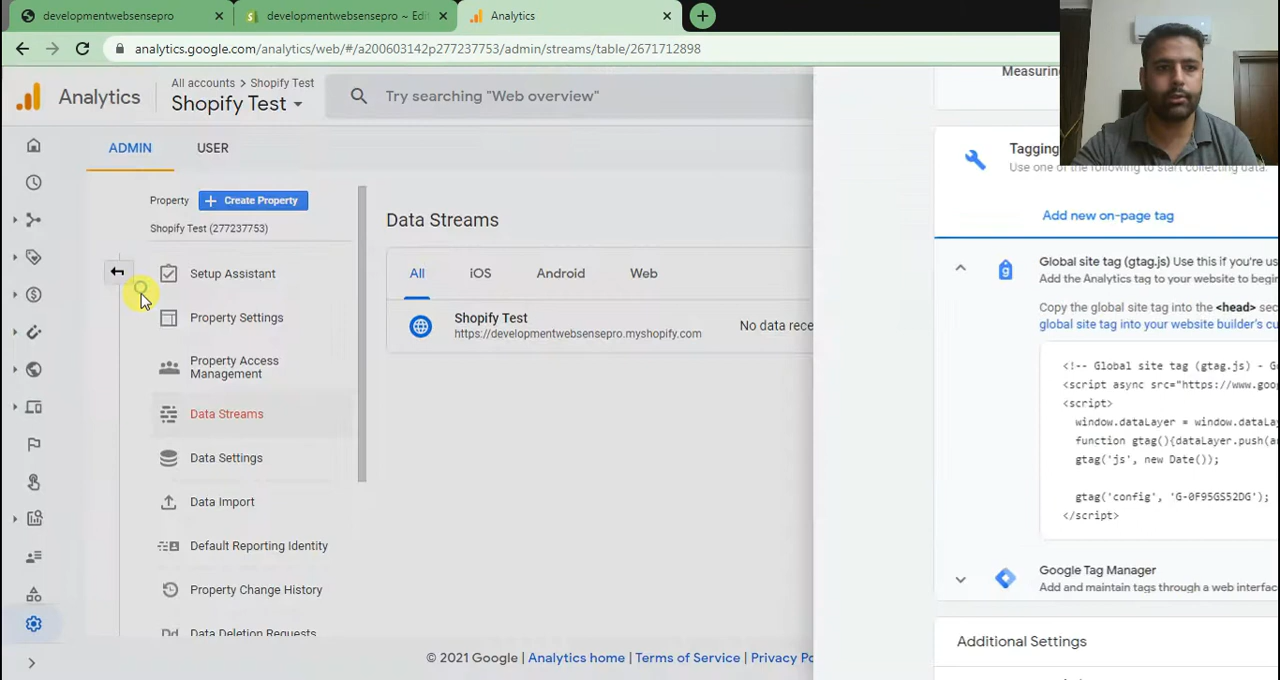 developmentwebsensepro
developmentwebsensepro ~ Edi
Analytics
analytics.google.com/analytics/web/#/a200603142p277237753/admin/streams/table/2671712898
Analytics
All accounts > Shopify Test
Shopify Test
Try searching "Web overview"
ADMIN
USER
Property
Create Property
Shopify Test (277237753)
Setup Assistant
Property Settings
Property Access
Management
Data Streams
Data Settings
Data Import
Default Reporting Identity
Property Change History
Data Deletion Requests
Data Streams
All
iOS
Android
Web
Shopify Test
https://developmentwebsensepro.myshopify.com
No data rece
Measurin
Tagging
Use one of the following to start collecting data.
Add new on-page tag
Global site tag (gtag.js) Use this if you're us
Add the Analytics tag to your website to begin
Copy the global site tag into the <head> sec
global site tag into your website builder's cu
<!-- Global site tag (gtag.js) - Go
<script async src="https://www.goo
<script>
window.dataLayer = window.dataLa
function gtag(){dataLayer.push(ar
gtag('js', new Date());
gtag('config', 'G-0F95GS52DG');
</script>
Google Tag Manager
Add and maintain tags through a web interfac
Additional Settings
© 2021 Google | Analytics home | Terms of Service | Privacy Po